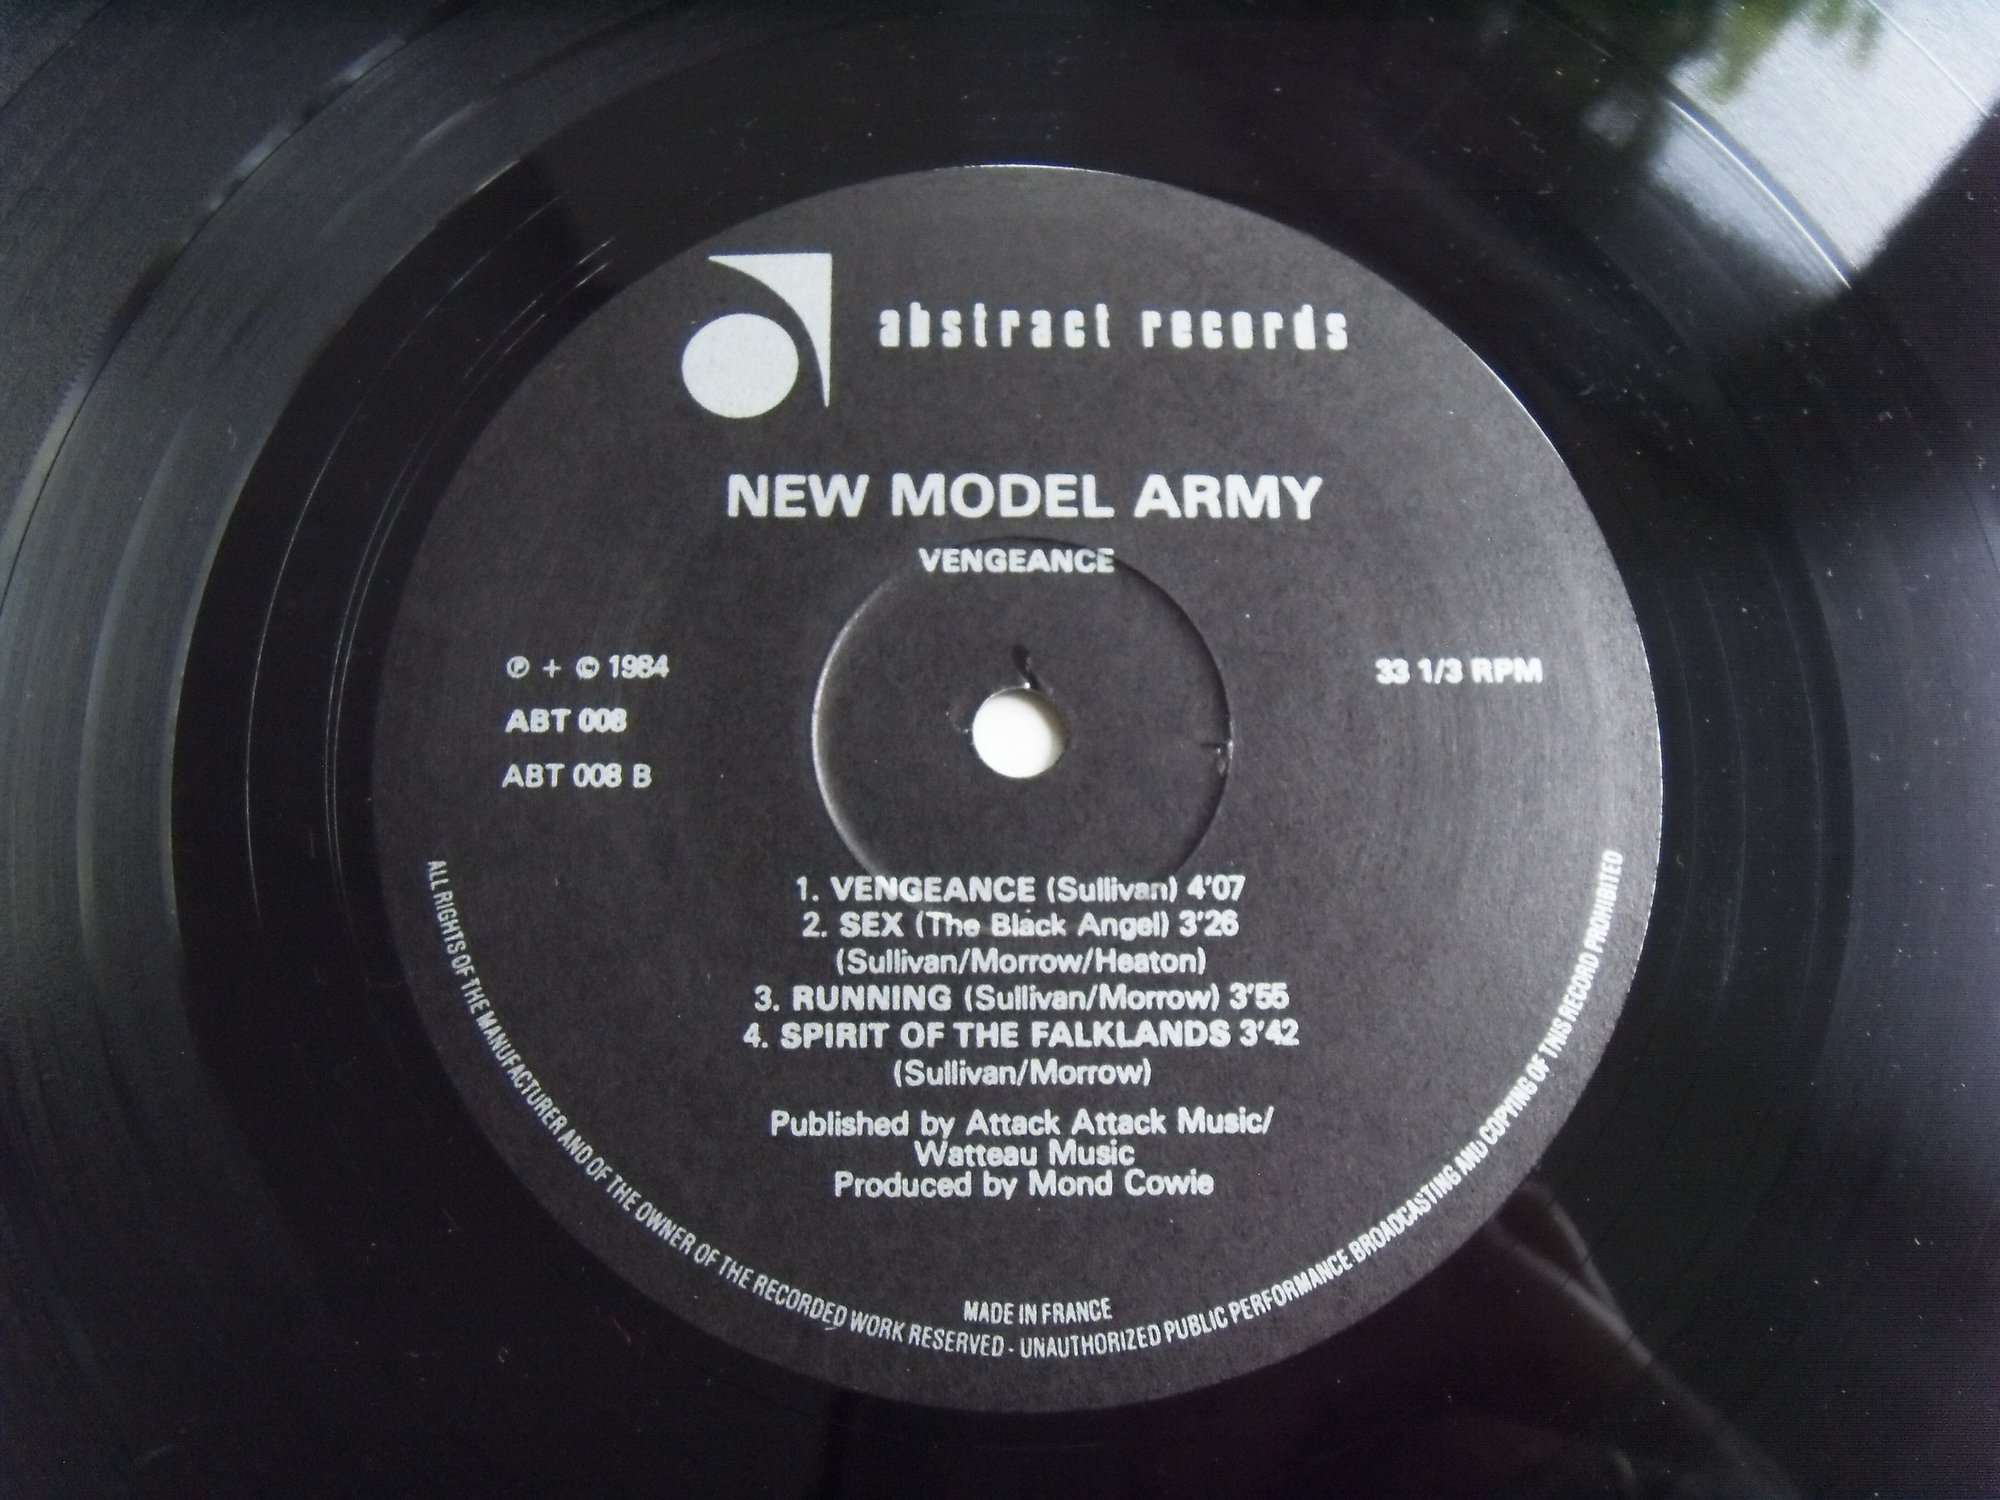 abstract records
NEW MODEL ARMY
VENGEANCE
℗ + © 1984
33 1/3 RPM
ABT 008
ABT 008 B
1. VENGEANCE (Sullivan) 4'07
2. SEX (The Black Angel) 3'26
(Sullivan/Morrow/Heaton)
3. RUNNING (Sullivan/Morrow) 3'55
4. SPIRIT OF THE FALKLANDS 3'42
(Sullivan/Morrow)
Published by Attack Attack Music/
Watteau Music
Produced by Mond Cowie
MADE IN FRANCE
ALL RIGHTS OF THE MANUFACTURER AND OF THE OWNER OF THE RECORDED WORK RESERVED - UNAUTHORIZED PUBLIC PERFORMANCE BROADCASTING AND COPYING OF THIS RECORD PROHIBITED